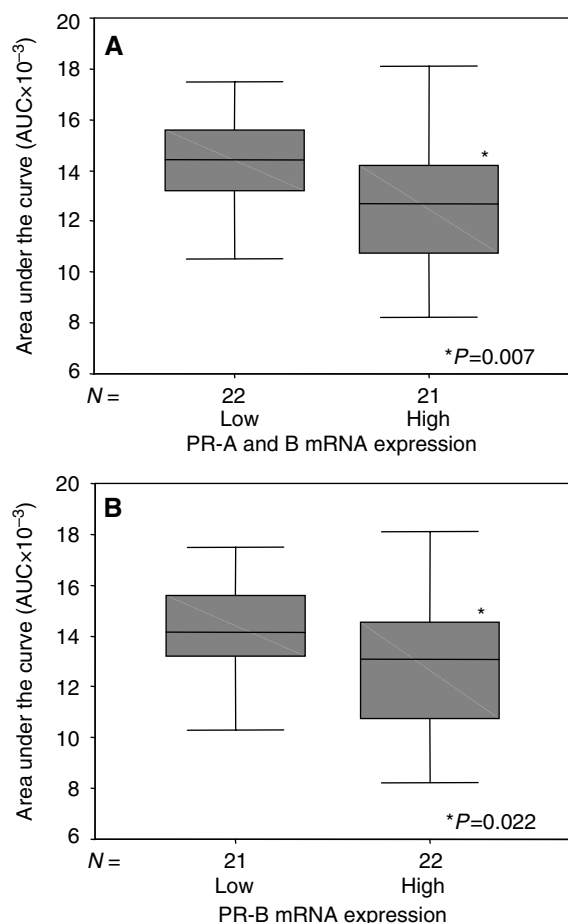 A
Area under the curve (AUC×10⁻³)
20
18
16
14
12
10
8
6
*
*P=0.007
N = 22 21
Low High
PR-A and B mRNA expression
B
Area under the curve (AUC×10⁻³)
20
18
16
14
12
10
8
6
*
*P=0.022
N = 21 22
Low High
PR-B mRNA expression